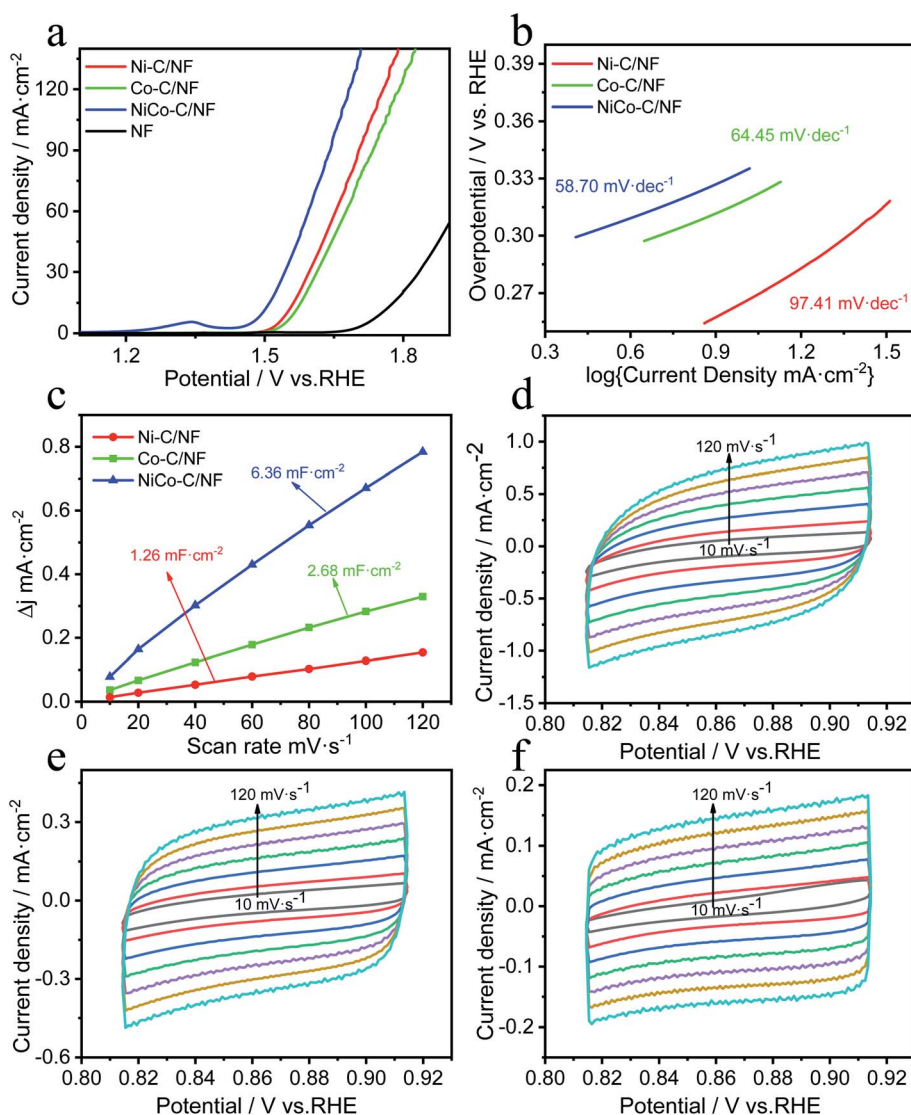 a
Current density / mA·cm-2
120
90
60
30
0
Ni-C/NF
Co-C/NF
NiCo-C/NF
NF
1.2
1.5
1.8
Potential / V vs.RHE
b
Overpotential / V vs. RHE
0.39
0.36
0.33
0.30
0.27
Ni-C/NF
Co-C/NF
NiCo-C/NF
64.45 mV·dec-1
58.70 mV·dec-1
97.41 mV·dec-1
0.3
0.6
0.9
1.2
1.5
log{Current Density mA·cm-2}
c
Δj mA·cm-2
0.8
0.6
0.4
0.2
0.0
Ni-C/NF
Co-C/NF
NiCo-C/NF
6.36 mF·cm-2
1.26 mF·cm-2
2.68 mF·cm-2
0
20
40
60
80
100
120
Scan rate mV·s-1
d
Current density / mA·cm-2
1.0
0.5
0.0
-0.5
-1.0
-1.5
120 mV·s-1
10 mV·s-1
0.80
0.82
0.84
0.86
0.88
0.90
0.92
Potential / V vs.RHE
e
Current density / mA·cm-2
0.3
0.0
-0.3
-0.6
120 mV·s-1
10 mV·s-1
0.80
0.82
0.84
0.86
0.88
0.90
0.92
Potential / V vs.RHE
f
Current density / mA·cm-2
0.2
0.1
0.0
-0.1
-0.2
120 mV·s-1
10 mV·s-1
0.80
0.82
0.84
0.86
0.88
0.90
0.92
Potential / V vs.RHE